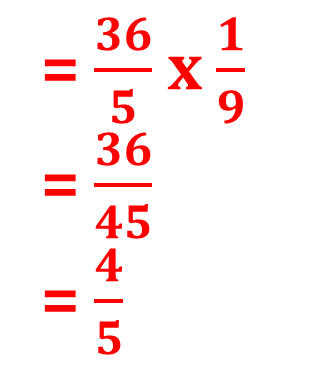 = 36/5 x 1/9
= 36/45
= 4/5